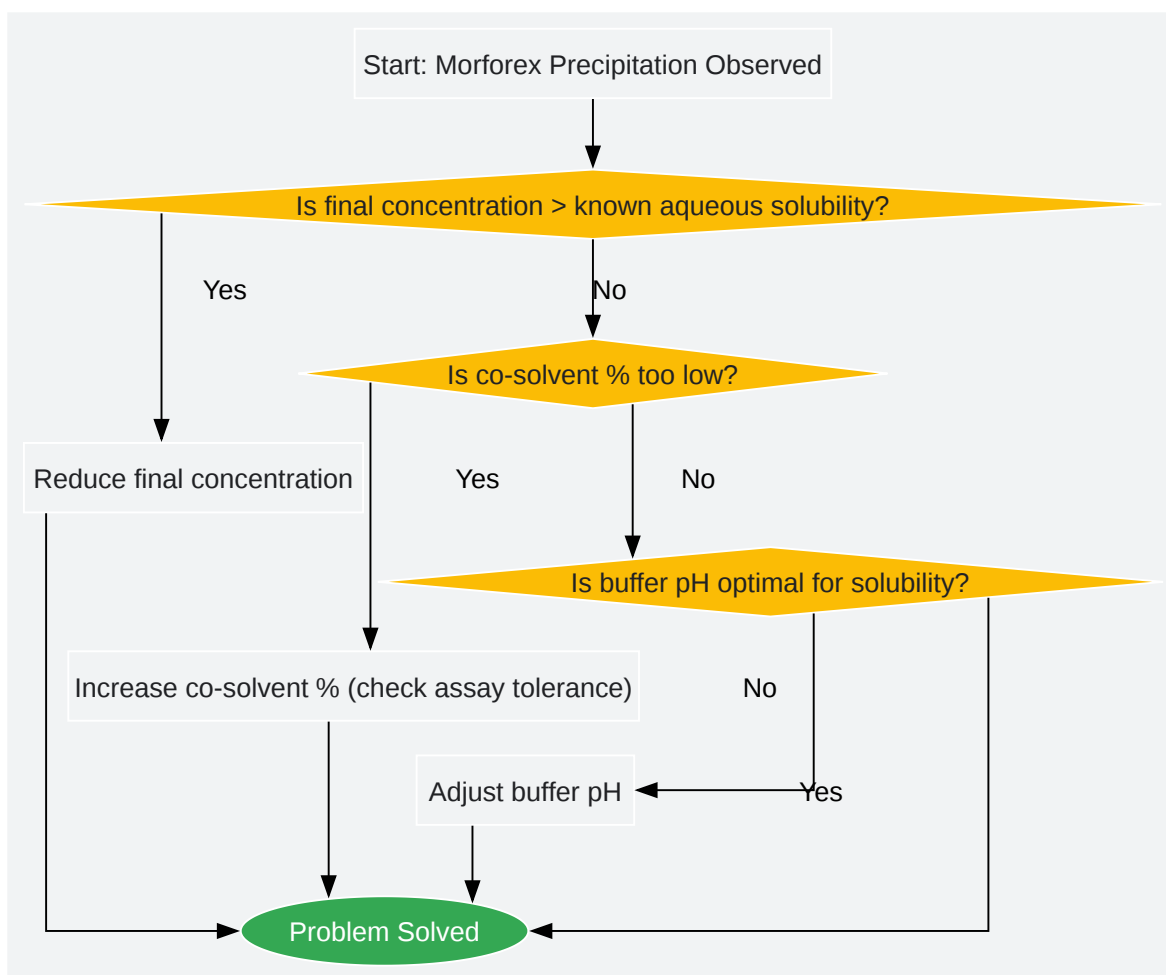 Start: Morforex Precipitation Observed
Is final concentration > known aqueous solubility?
Yes
No
Is co-solvent % too low?
Reduce final concentration
Yes
No
Is buffer pH optimal for solubility?
Increase co-solvent % (check assay tolerance)
No
Adjust buffer pH
Yes
Problem Solved